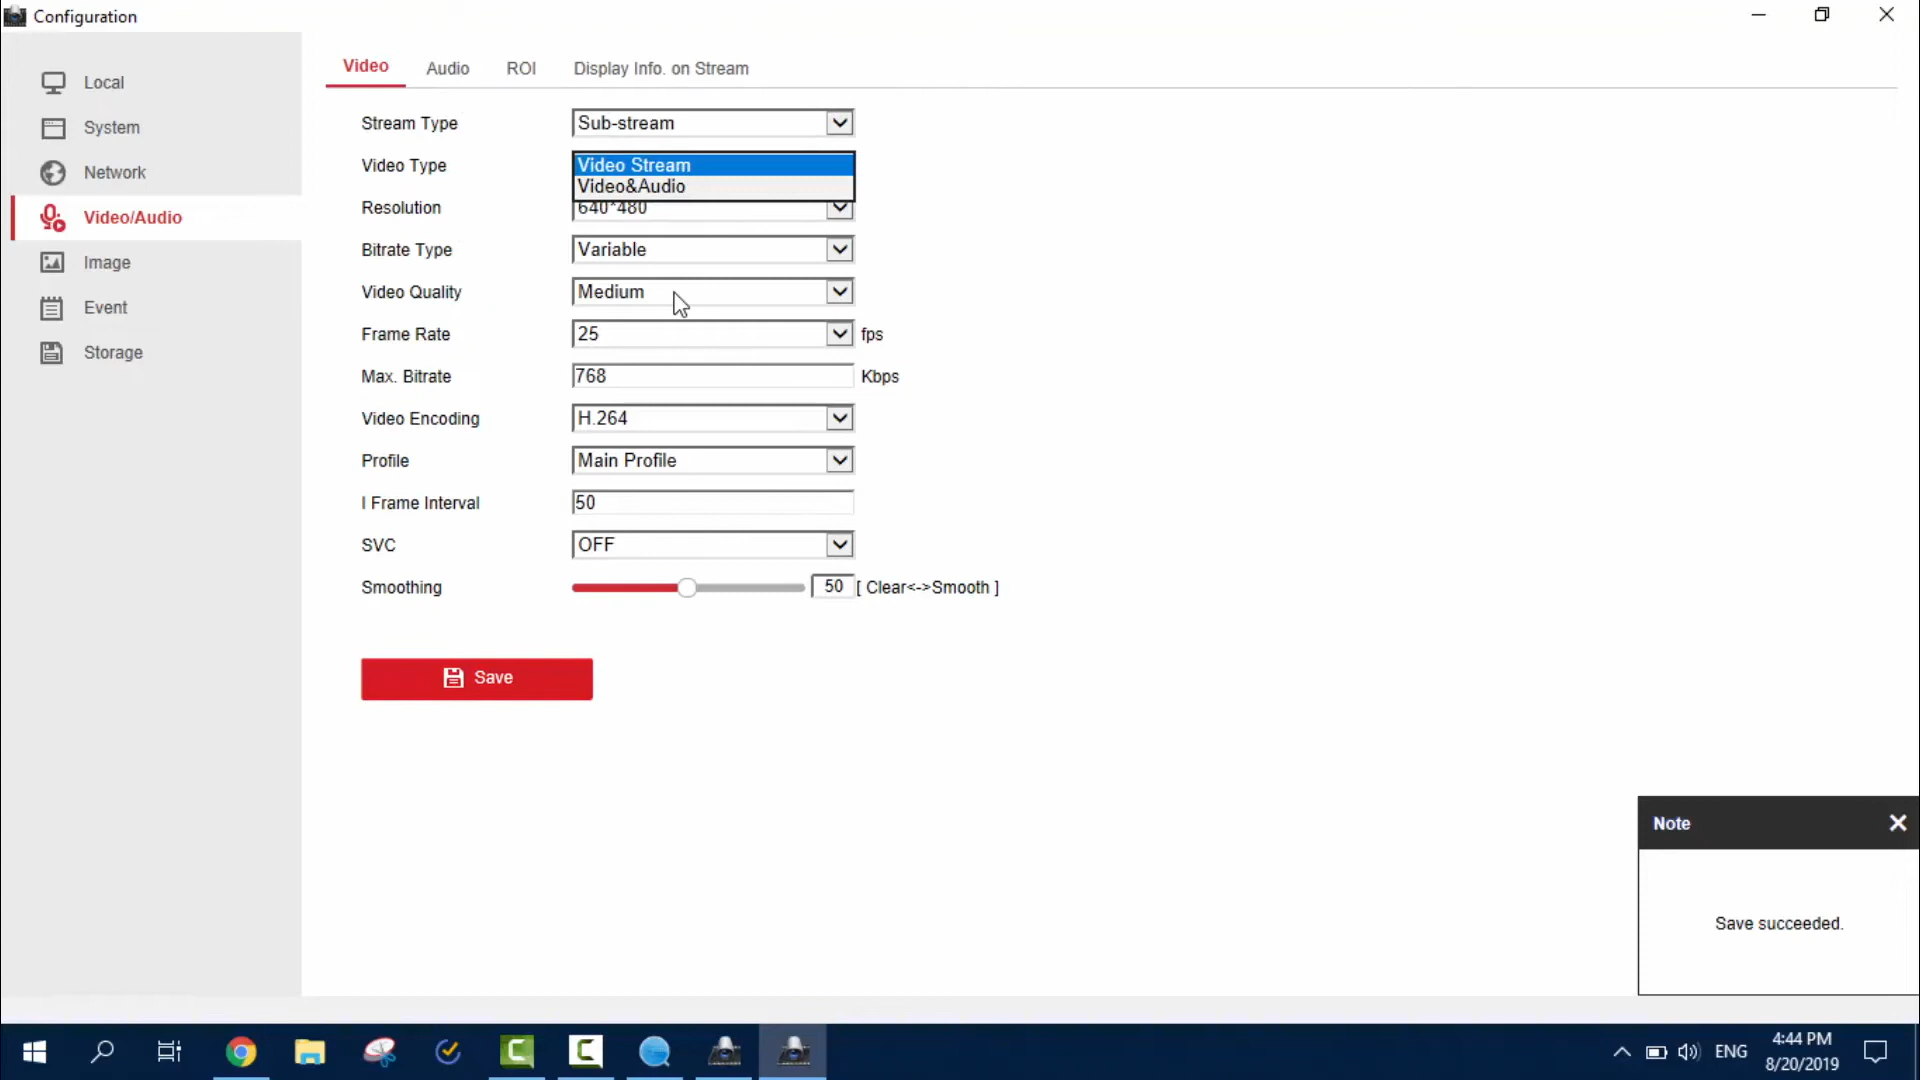 Configuration
Local
System
Network
Video/Audio
Image
Event
Storage
Video Audio ROI Display Info. on Stream
Stream Type Sub-stream
Video Type Video Stream
Video&Audio
Resolution 640*480
Bitrate Type Variable
Video Quality Medium
Frame Rate 25 fps
Max. Bitrate 768 Kbps
Video Encoding H.264
Profile Main Profile
I Frame Interval 50
SVC OFF
Smoothing 50 [ Clear<->Smooth ]
Save
Note
Save succeeded.
ENG
4:44 PM
8/20/2019